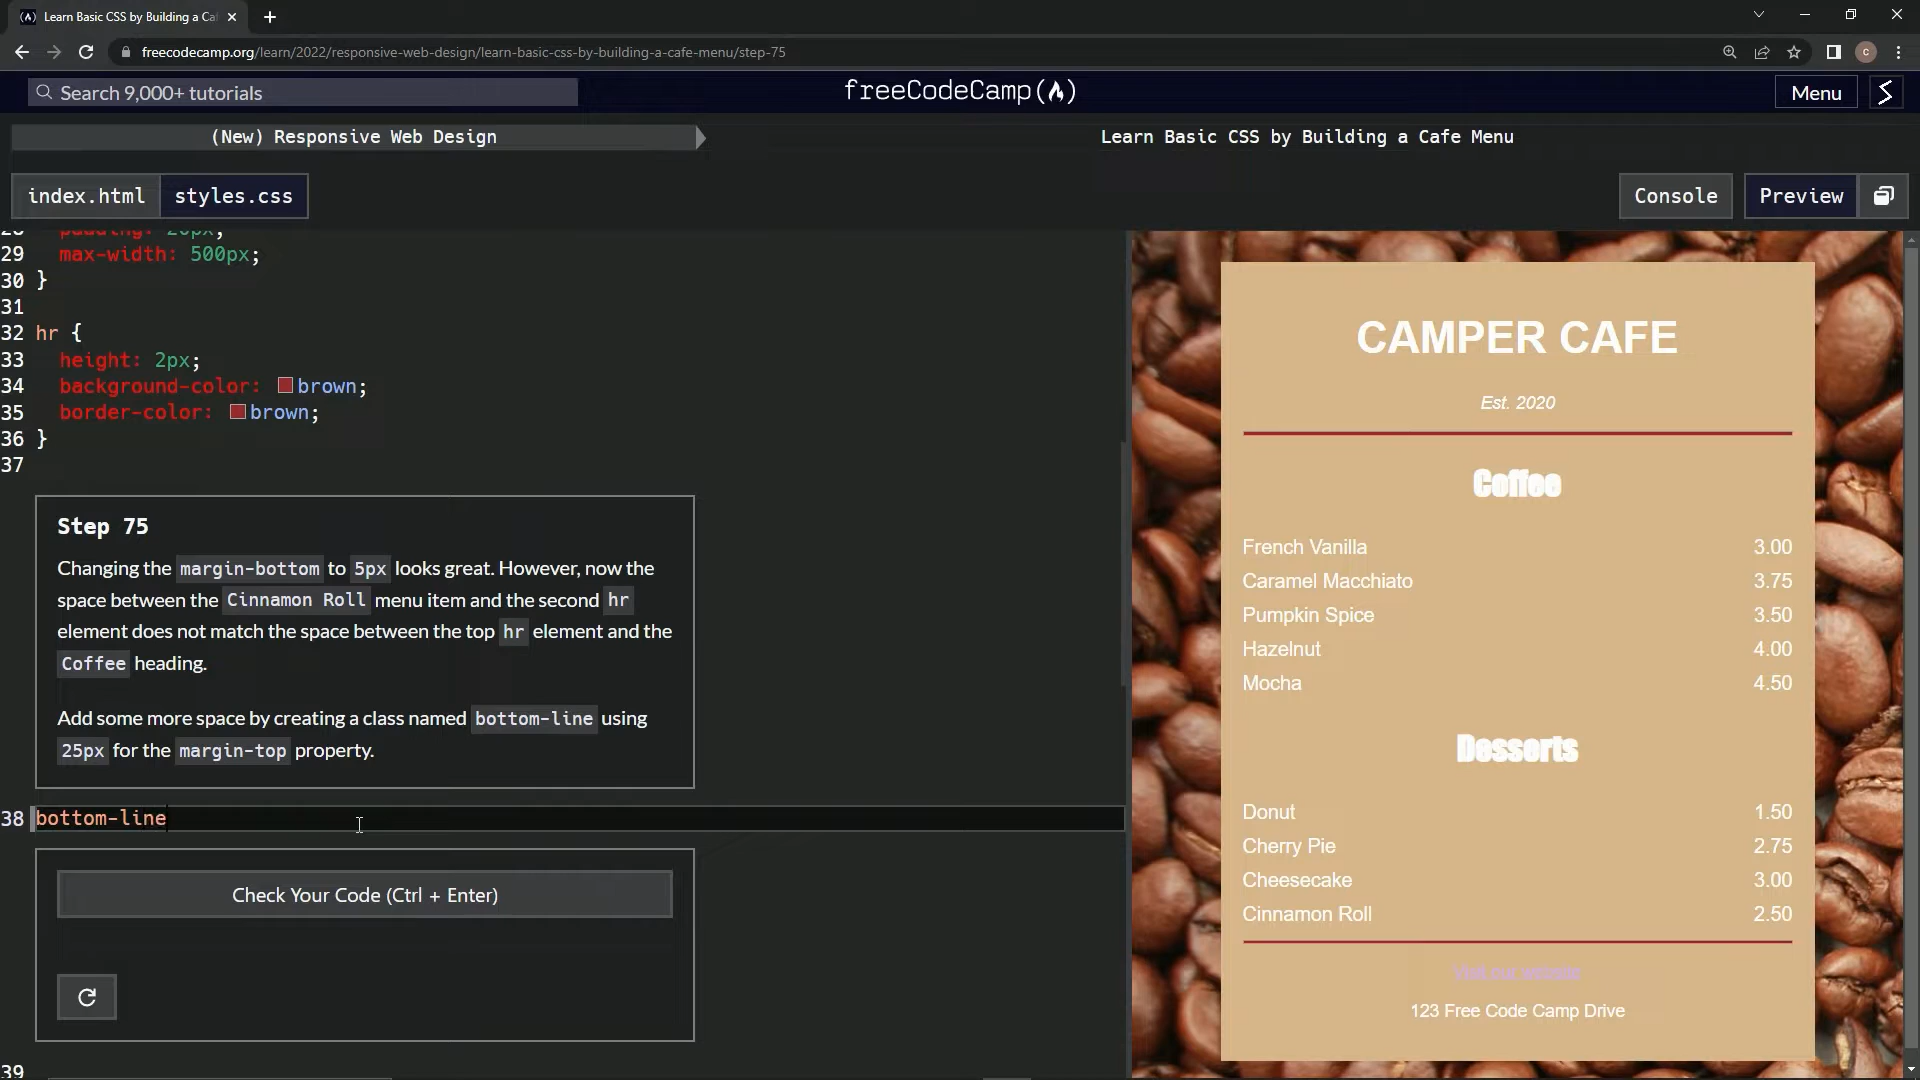 Learn Basic CSS by Building a Caf
freecodecamp.org/learn/2022/responsive-web-design/learn-basic-css-by-building-a-cafe-menu/step-75
C
Search 9,000+ tutorials
freeCodeCamp
Menu
(New) Responsive Web Design
Learn Basic CSS by Building a Cafe Menu
index.html
styles.css
Console
Preview
28 padding: 20px;
29 max-width: 500px;
30 }
31
32 hr {
33 height: 2px;
34 background-color: brown;
35 border-color: brown;
36 }
37
Step 75
Changing the margin-bottom to 5px looks great. However, now the
space between the Cinnamon Roll menu item and the second hr
element does not match the space between the top hr element and the
Coffee heading.
Add some more space by creating a class named bottom-line using
25px for the margin-top property.
38 bottom-line
Check Your Code (Ctrl + Enter)
39
CAMPER CAFE
Est. 2020
Coffee
French Vanilla 3.00
Caramel Macchiato 3.75
Pumpkin Spice 3.50
Hazelnut 4.00
Mocha 4.50
Desserts
Donut 1.50
Cherry Pie 2.75
Cheesecake 3.00
Cinnamon Roll 2.50
Visit our website
123 Free Code Camp Drive